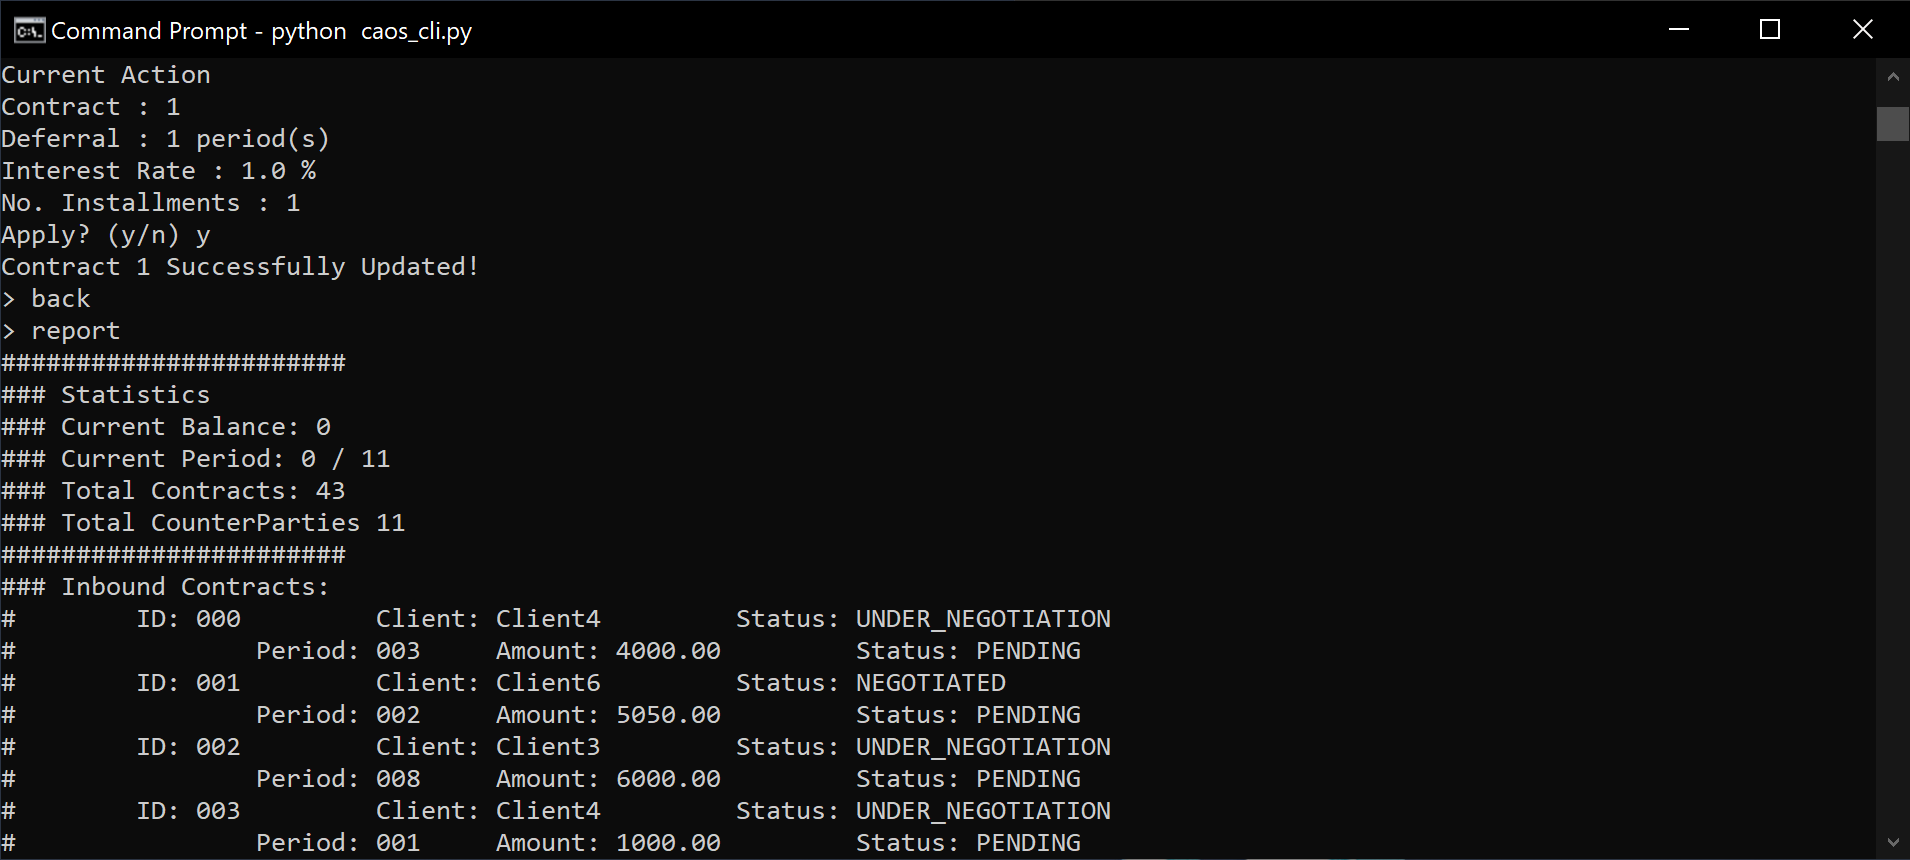 Command Prompt - python  caos_cli.py
Current Action
Contract : 1
Deferral : 1 period(s)
Interest Rate : 1.0 %
No. Installments : 1
Apply? (y/n) y
Contract 1 Successfully Updated!
> back
> report
#######################
### Statistics
### Current Balance: 0
### Current Period: 0 / 11
### Total Contracts: 43
### Total CounterParties 11
#######################
### Inbound Contracts:
#        ID: 000         Client: Client4         Status: UNDER_NEGOTIATION
#                Period: 003     Amount: 4000.00         Status: PENDING
#        ID: 001         Client: Client6         Status: NEGOTIATED
#                Period: 002     Amount: 5050.00         Status: PENDING
#        ID: 002         Client: Client3         Status: UNDER_NEGOTIATION
#                Period: 008     Amount: 6000.00         Status: PENDING
#        ID: 003         Client: Client4         Status: UNDER_NEGOTIATION
#                Period: 001     Amount: 1000.00         Status: PENDING